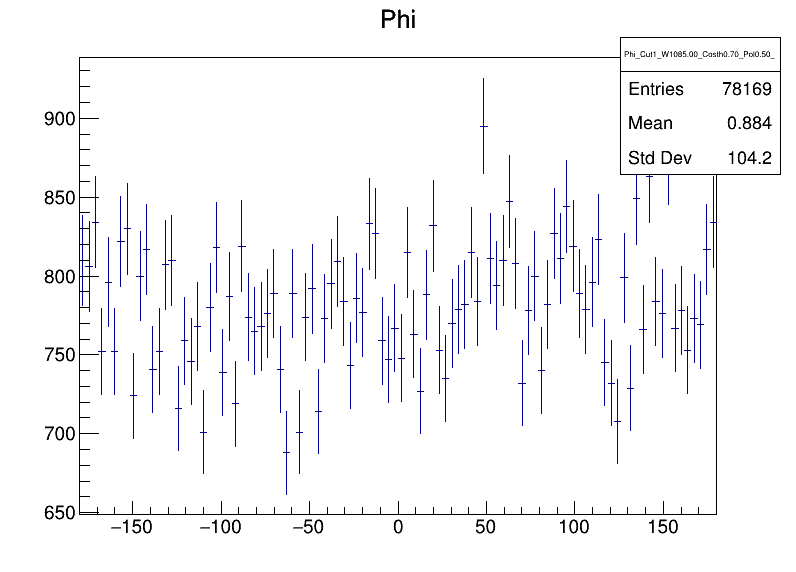 Phi
Phi_Cut1_W1085.00_Costh0.70_Pol0.50_
Entries 78169
Mean 0.884
Std Dev 104.2
900
850
800
750
700
650
−150 −100 −50 0 50 100 150